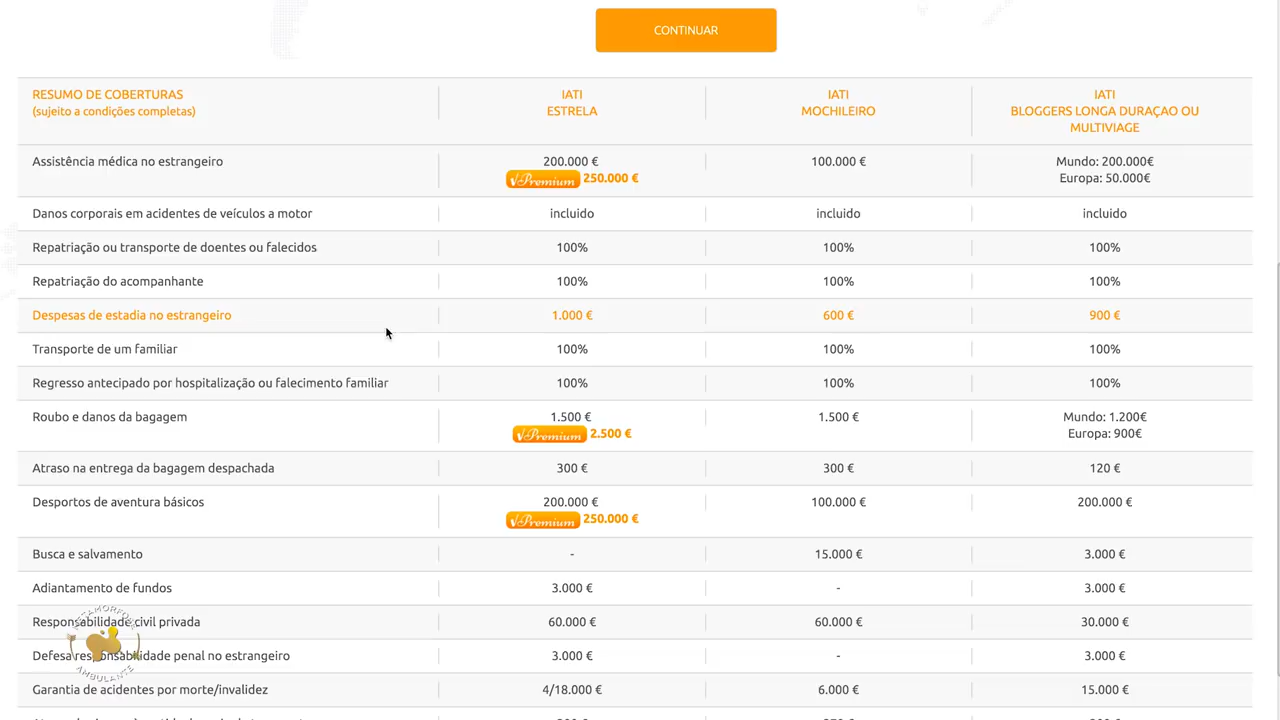 CONTINUAR
RESUMO DE COBERTURAS
(sujeito a condições completas)
IATI
ESTRELA
IATI
MOCHILEIRO
IATI
BLOGGERS LONGA DURAÇAO OU
MULTIVIAGE
Assistência médica no estrangeiro
200.000 €
√Premium 250.000 €
100.000 €
Mundo: 200.000€
Europa: 50.000€
Danos corporais em acidentes de veículos a motor
incluido
incluido
incluido
Repatriação ou transporte de doentes ou falecidos
100%
100%
100%
Repatriação do acompanhante
100%
100%
100%
Despesas de estadia no estrangeiro
1.000 €
600 €
900 €
Transporte de um familiar
100%
100%
100%
Regresso antecipado por hospitalização ou falecimento familiar
100%
100%
100%
Roubo e danos da bagagem
1.500 €
√Premium 2.500 €
1.500 €
Mundo: 1.200€
Europa: 900€
Atraso na entrega da bagagem despachada
300 €
300 €
120 €
Desportos de aventura básicos
200.000 €
√Premium 250.000 €
100.000 €
200.000 €
Busca e salvamento
-
15.000 €
3.000 €
Adiantamento de fundos
3.000 €
-
3.000 €
Responsabilidade civil privada
60.000 €
60.000 €
30.000 €
Defesa responsabilidade penal no estrangeiro
3.000 €
-
3.000 €
Garantia de acidentes por morte/invalidez
4/18.000 €
6.000 €
15.000 €
METAMORFOSE
AMBULANTE